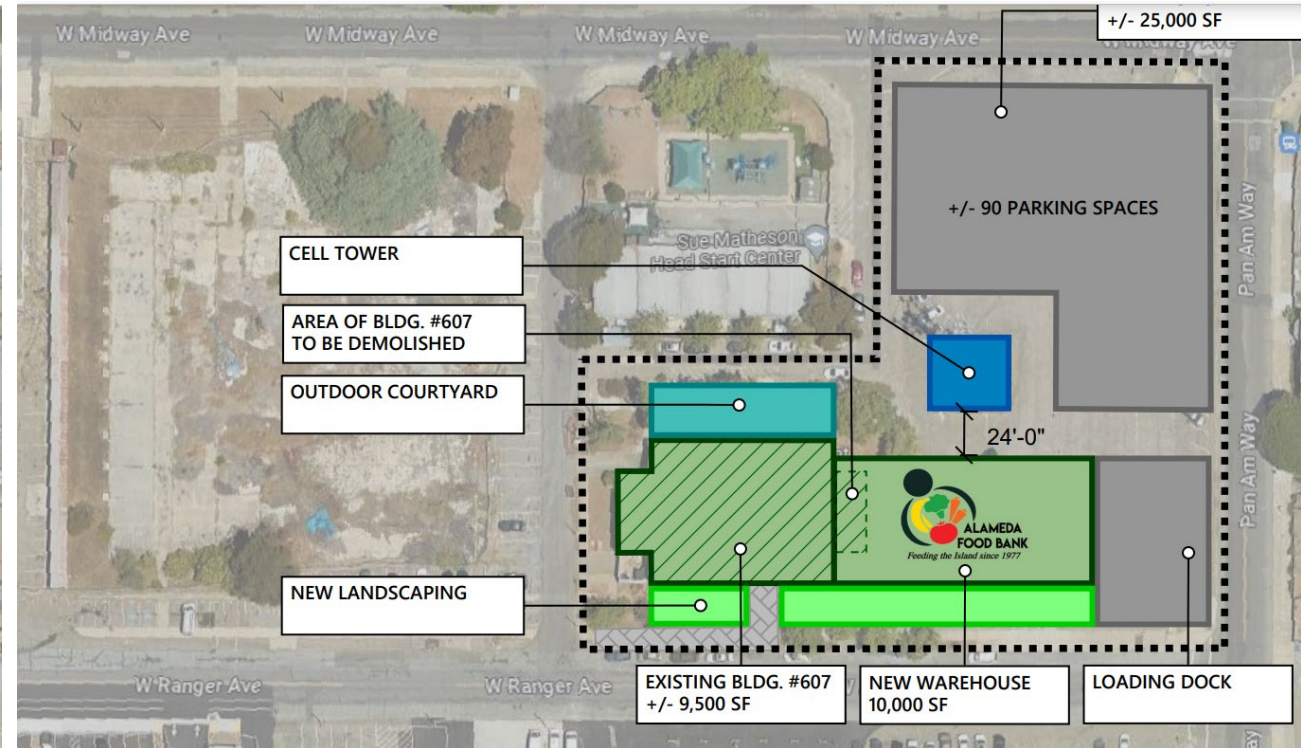 +/- 25,000 SF
W Midway Ave
W Midway Ave
W Midway Ave
W Midway Ave
W Midway Ave
+/- 90 PARKING SPACES
Pan Am Way
Sue Matheson
Head Start Center
CELL TOWER
AREA OF BLDG. #607
TO BE DEMOLISHED
OUTDOOR COURTYARD
24'-0"
Pan Am Way
ALAMEDA
FOOD BANK
Feeding the Island since 1977
NEW LANDSCAPING
W Ranger Ave
W Ranger Ave
EXISTING BLDG. #607
+/- 9,500 SF
NEW WAREHOUSE
10,000 SF
LOADING DOCK